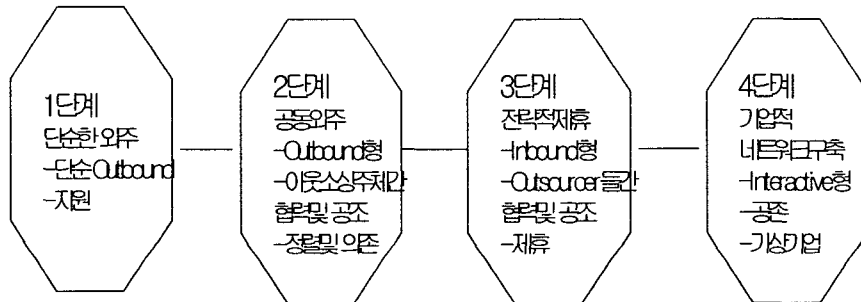 1단계
단순한 외주
-단순 Outbound
-지원
2단계
공동외주
-Outbound형
-아웃소싱주체간
협력및 공조
-정렬및 의존
3단계
전략적제휴
-Inbound형
-Outsourcer들간
협력및 공조
-제휴
4단계
기업적
네트워크구축
-Interactive형
-공존
-가상기업